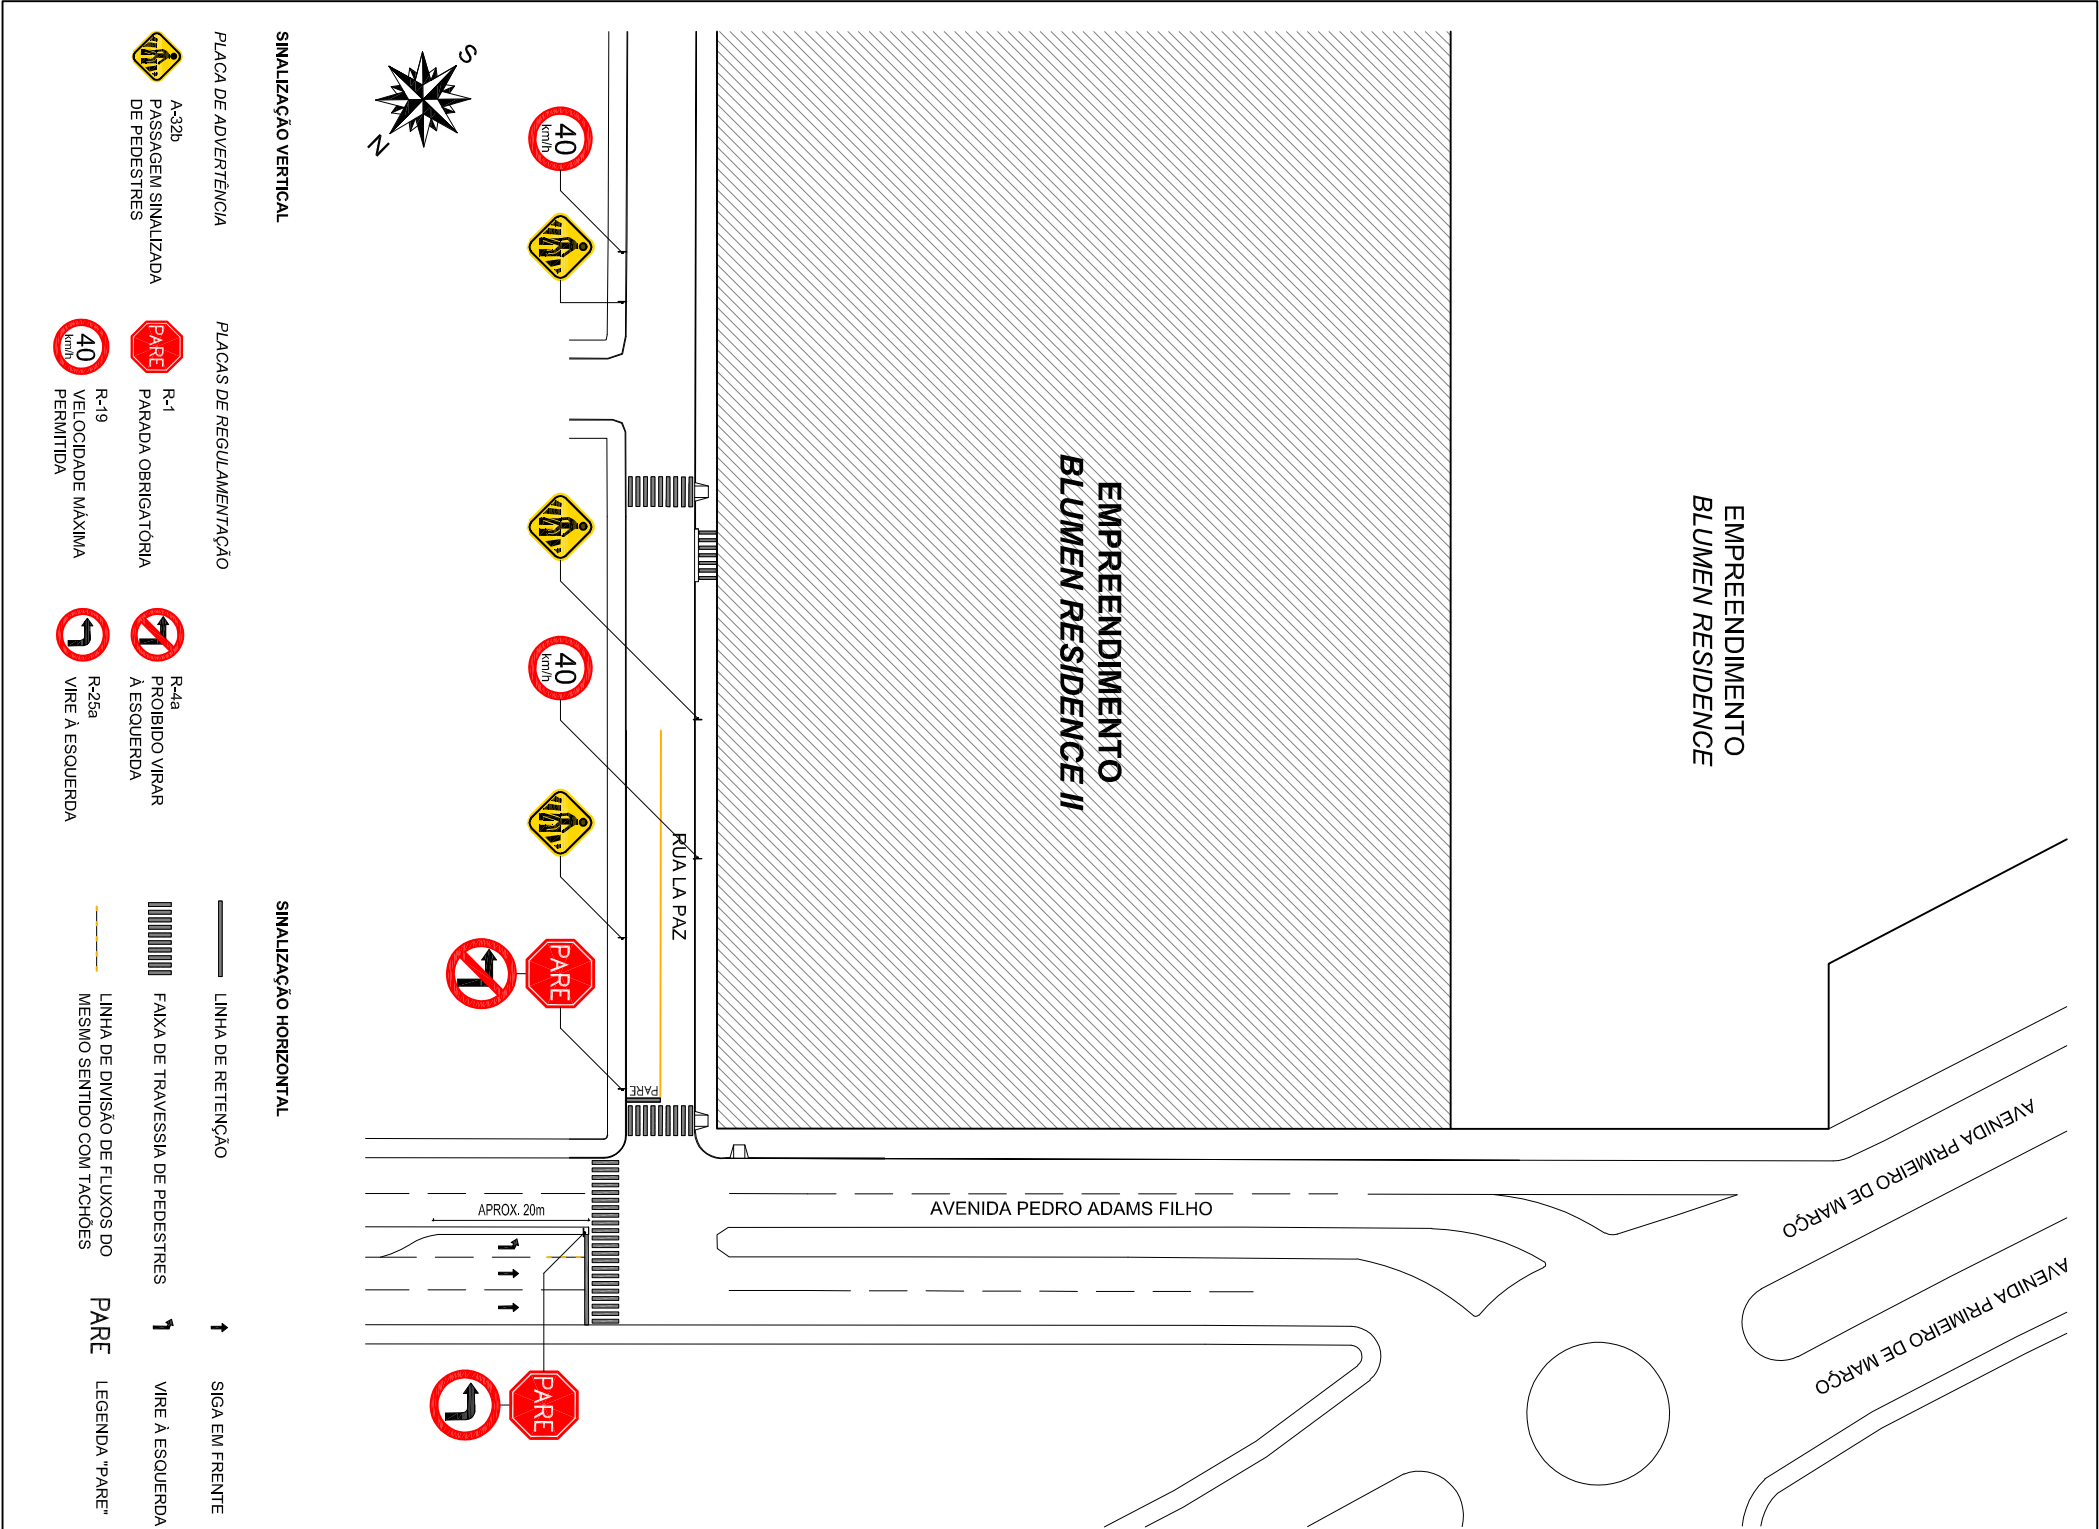 SINALIZAÇÃO VERTICAL
PLACA DE ADVERTÊNCIA
A-32b
PASSAGEM SINALIZADA
DE PEDESTRES
PLACAS DE REGULAMENTAÇÃO
PARE
R-1
PARADA OBRIGATÓRIA
40
km/h
R-19
VELOCIDADE MÁXIMA
PERMITIDA
R-4a
PROIBIDO VIRAR
À ESQUERDA
R-25a
VIRE À ESQUERDA
SINALIZAÇÃO HORIZONTAL
LINHA DE RETENÇÃO
FAIXA DE TRAVESSIA DE PEDESTRES
LINHA DE DIVISÃO DE FLUXOS DO
MESMO SENTIDO COM TACHÕES
SIGA EM FRENTE
VIRE À ESQUERDA
PARE
LEGENDA "PARE"
S
N
40
km/h
40
km/h
PARE
PARE
RUA LA PAZ
PARE
APROX. 20m
EMPREENDIMENTO
BLUMEN RESIDENCE II
EMPREENDIMENTO
BLUMEN RESIDENCE
AVENIDA PEDRO ADAMS FILHO
AVENIDA PRIMEIRO DE MARÇO
AVENIDA PRIMEIRO DE MARÇO